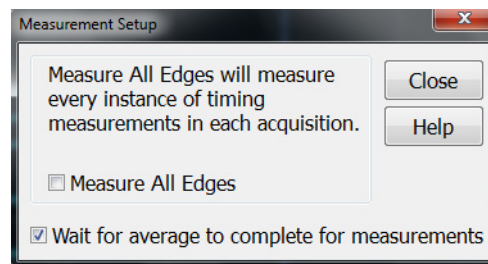 Measurement Setup
x
Measure All Edges will measure
every instance of timing
measurements in each acquisition.
Close
Help
Measure All Edges
Wait for average to complete for measurements